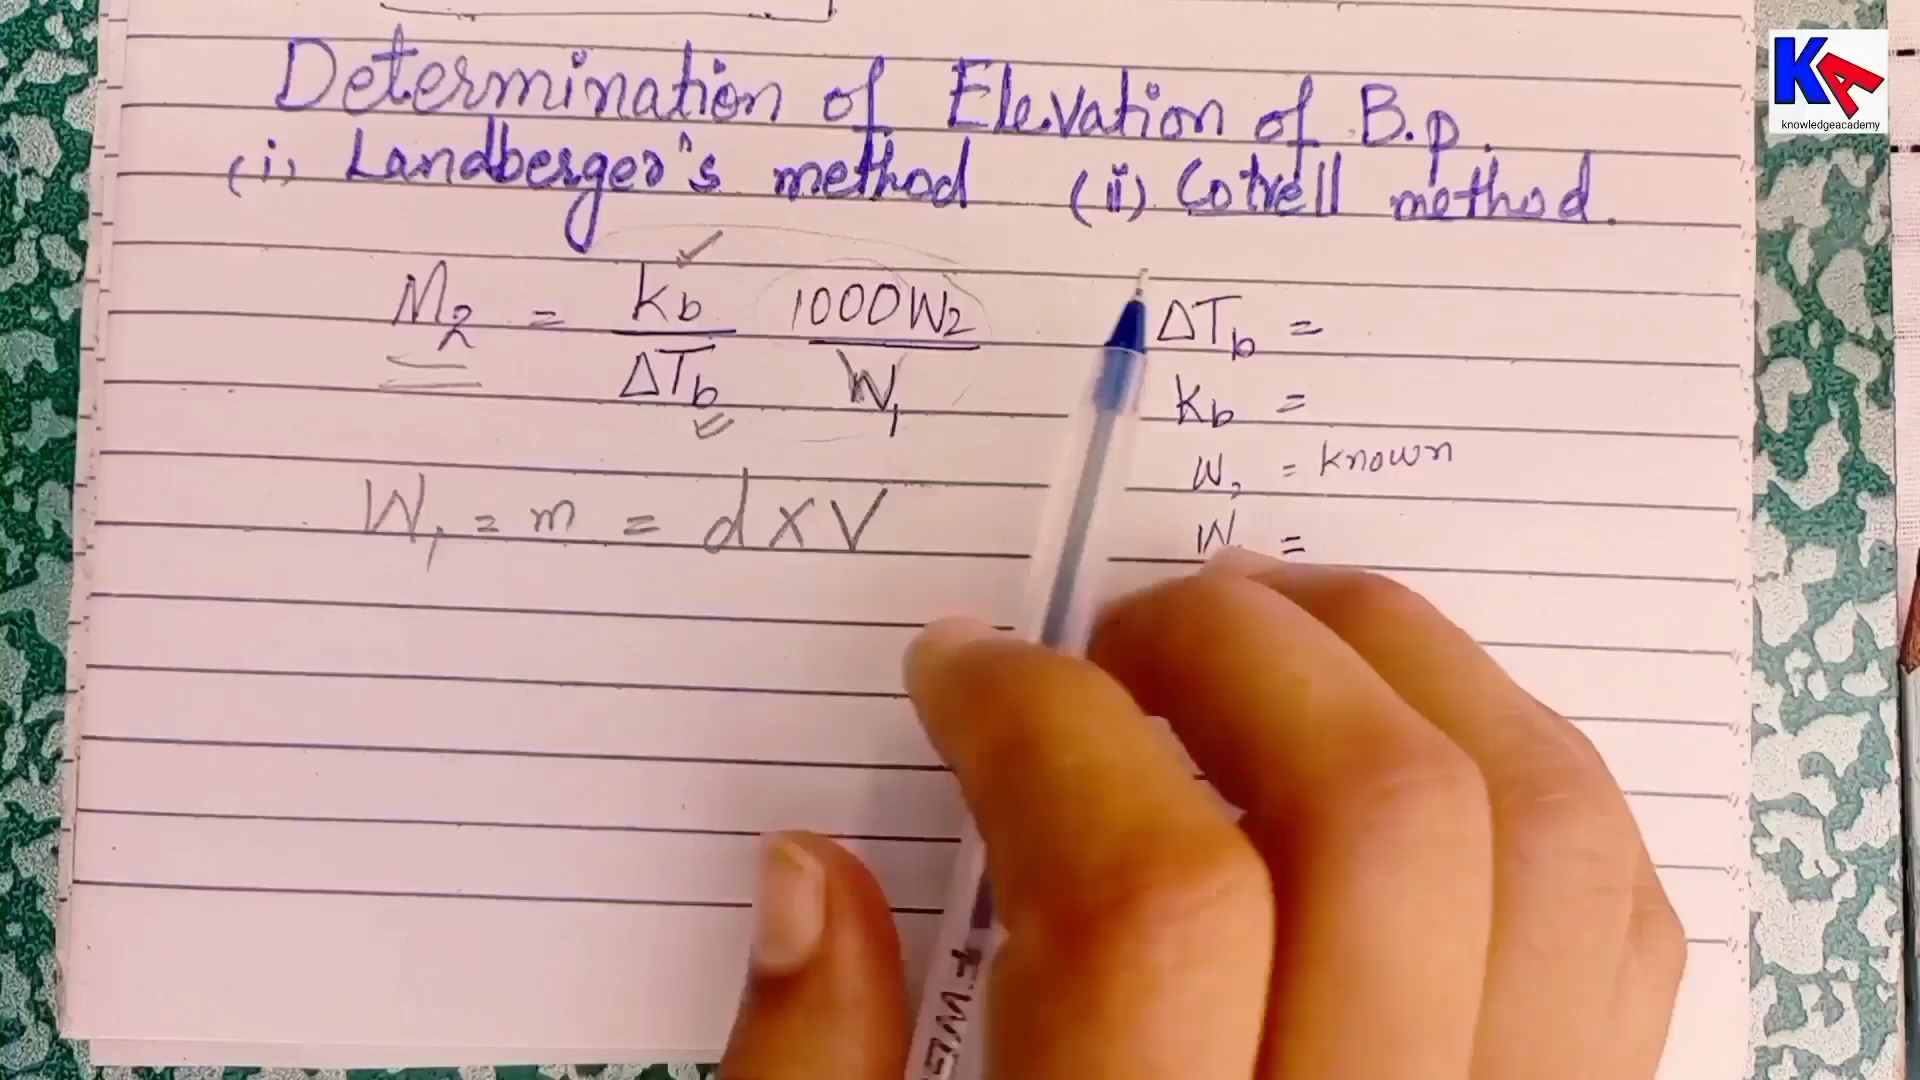 Determination of Elevation of B.p.
(i) Landberger's method (ii) Cotrell method.
M₂ = Kb/ΔTb 1000W₂/W₁
ΔTb =
Kb =
W₂ = known
W =
W₁ = m = d x V
KA
knowledgeacademy